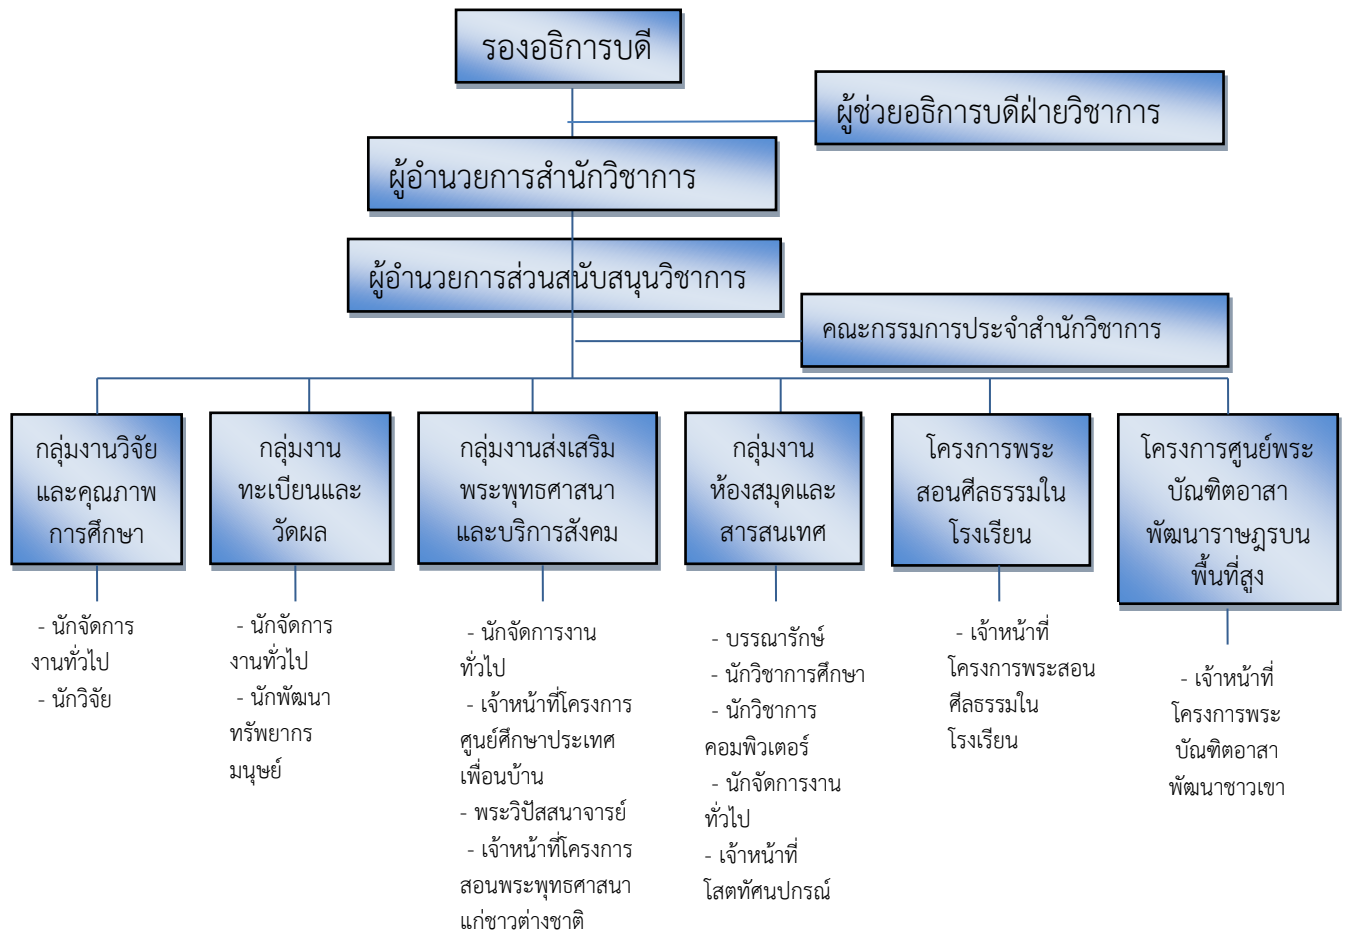 รองอธิการบดี
ผู้ช่วยอธิการบดีฝ่ายวิชาการ
ผู้อำนวยการสำนักวิชาการ
ผู้อำนวยการส่วนสนับสนุนวิชาการ
คณะกรรมการประจำสำนักวิชาการ
กลุ่มงานวิจัย
และคุณภาพ
การศึกษา
กลุ่มงาน
ทะเบียนและ
วัดผล
กลุ่มงานส่งเสริม
พระพุทธศาสนา
และบริการสังคม
กลุ่มงาน
ห้องสมุดและ
สารสนเทศ
โครงการพระ
สอนศีลธรรมใน
โรงเรียน
โครงการศูนย์พระ
บัณฑิตอาสา
พัฒนาราษฎรบน
พื้นที่สูง
- นักจัดการ
งานทั่วไป
- นักวิจัย
- นักจัดการ
งานทั่วไป
- นักพัฒนา
ทรัพยากร
มนุษย์
- นักจัดการงาน
ทั่วไป
- เจ้าหน้าที่โครงการ
ศูนย์ศึกษาประเทศ
เพื่อนบ้าน
- พระวิปัสสนาจารย์
- เจ้าหน้าที่โครงการ
สอนพระพุทธศาสนา
แก่ชาวต่างชาติ
- บรรณารักษ์
- นักวิชาการศึกษา
- นักวิชาการ
คอมพิวเตอร์
- นักจัดการงาน
ทั่วไป
- เจ้าหน้าที่
โสตทัศนปกรณ์
- เจ้าหน้าที่
โครงการพระสอน
ศีลธรรมใน
โรงเรียน
- เจ้าหน้าที่
โครงการพระ
บัณฑิตอาสา
พัฒนาชาวเขา